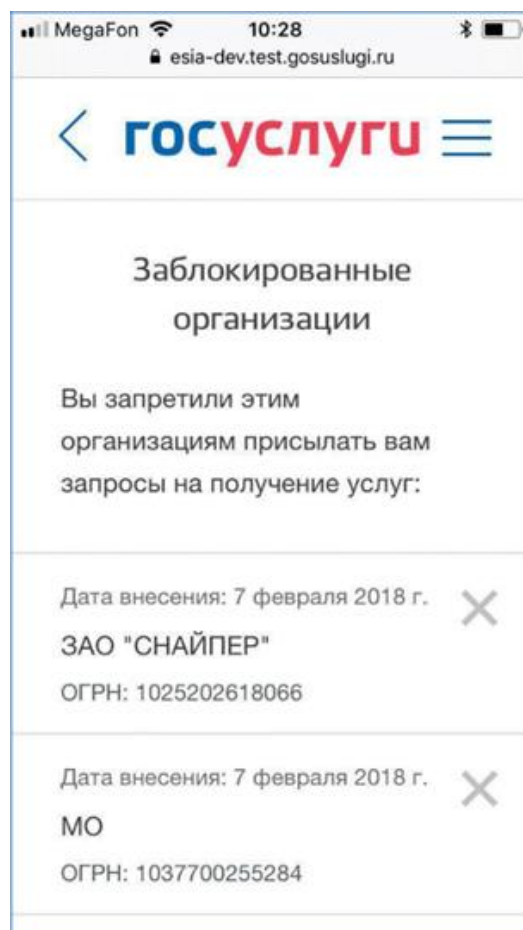 MegaFon 10:28
esia-dev.test.gosuslugi.ru
госуслуги
Заблокированные
организации
Вы запретили этим
организациям присылать вам
запросы на получение услуг:
Дата внесения: 7 февраля 2018 г.
ЗАО "СНАЙПЕР"
ОГРН: 1025202618066
Дата внесения: 7 февраля 2018 г.
МО
ОГРН: 1037700255284